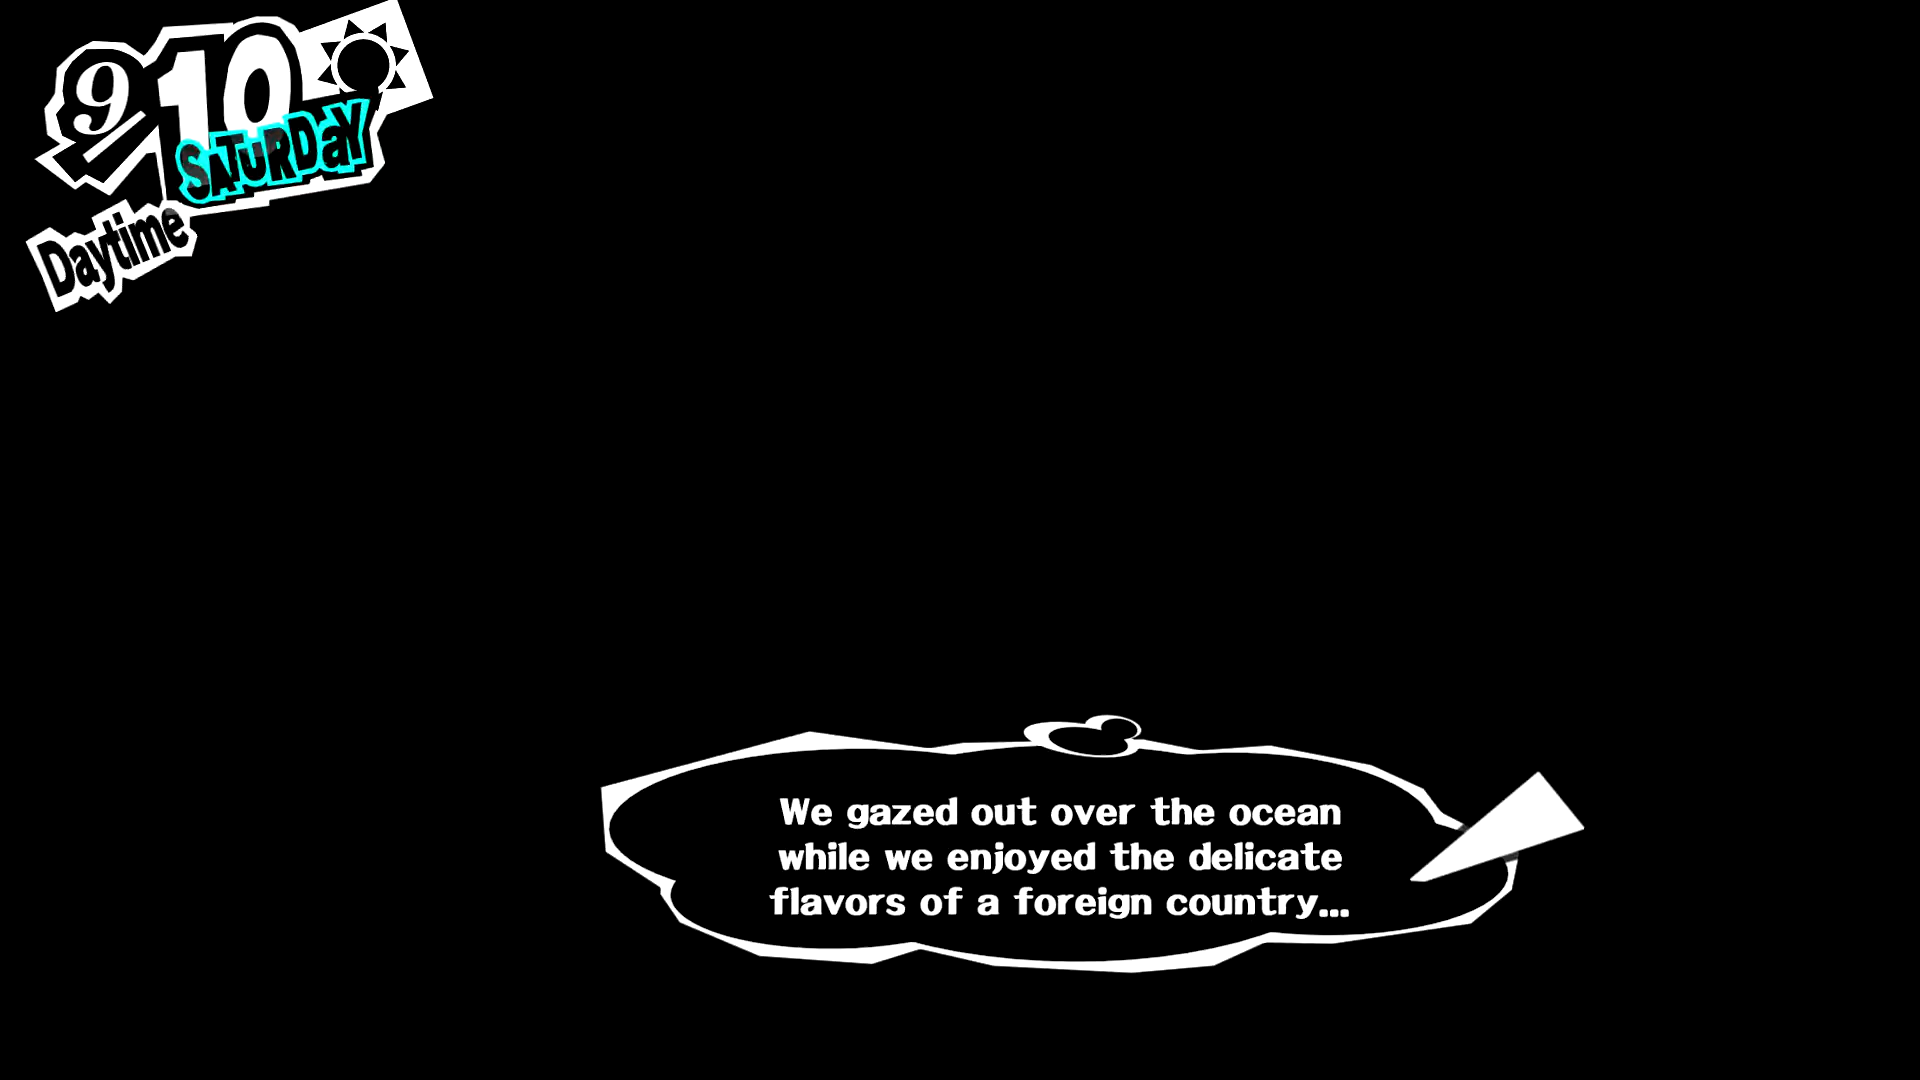 9/10
SATURDaY
Daytime
We gazed out over the ocean
while we enjoyed the delicate
flavors of a foreign country...